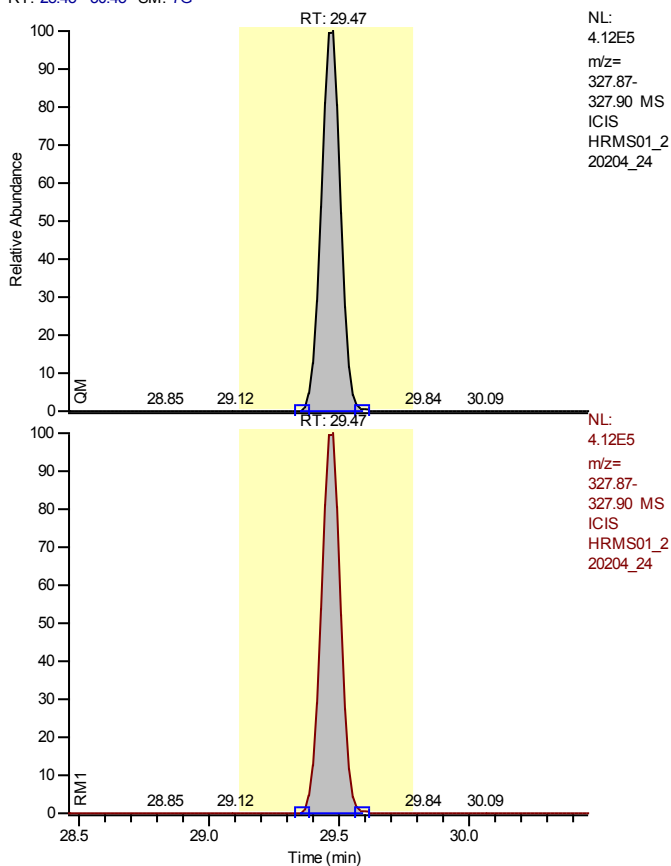 RT: 29.47
NL:
4.12E5
m/z=
327.87-
327.90 MS
ICIS
HRMS01_2
20204_24
100
90
80
70
60
50
40
30
20
10
0
Relative Abundance
QM
28.85 29.12 29.84 30.09
RT: 29.47
NL:
4.12E5
m/z=
327.87-
327.90 MS
ICIS
HRMS01_2
20204_24
100
90
80
70
60
50
40
30
20
10
0
RM1
28.85 29.12 29.84 30.09
28.5 29.0 29.5 30.0
Time (min)